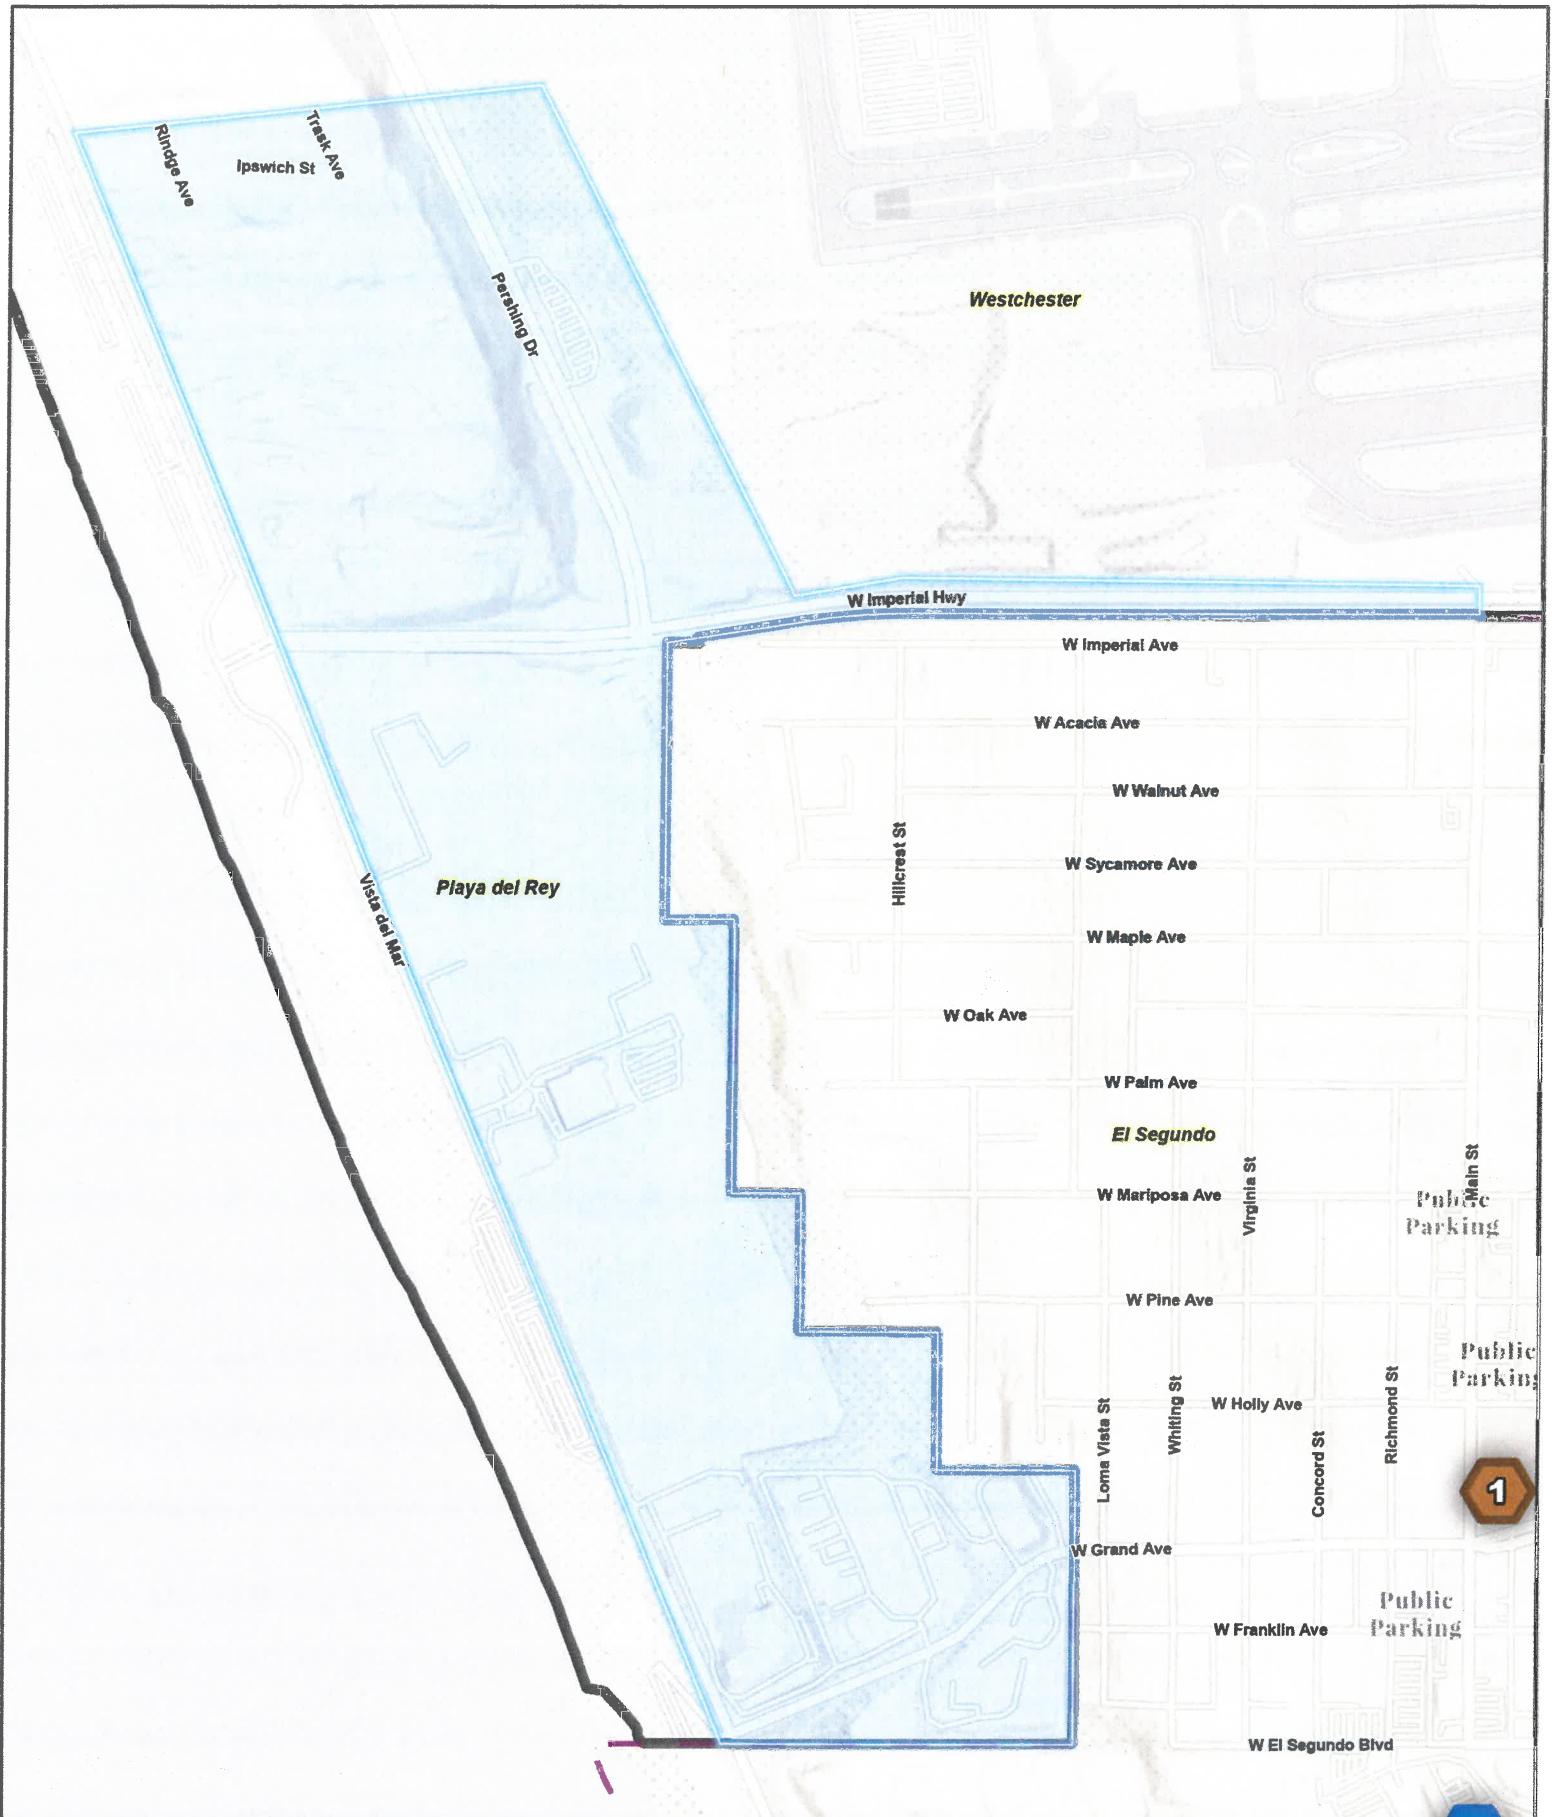 Trask Ave
Rindge Ave
Ipswich St
Pershing Dr
Westchester
W Imperial Hwy
W Imperial Ave
W Acacia Ave
W Walnut Ave
Hillcrest St
W Sycamore Ave
Playa del Rey
Vista del Mar
W Maple Ave
W Oak Ave
W Palm Ave
El Segundo
Main St
W Mariposa Ave
Virginia St
Public
Parking
W Pine Ave
Public
Parking
Loma Vista St
Whiting St
W Holly Ave
Richmond St
Concord St
1
W Grand Ave
Public
Parking
W Franklin Ave
W El Segundo Blvd